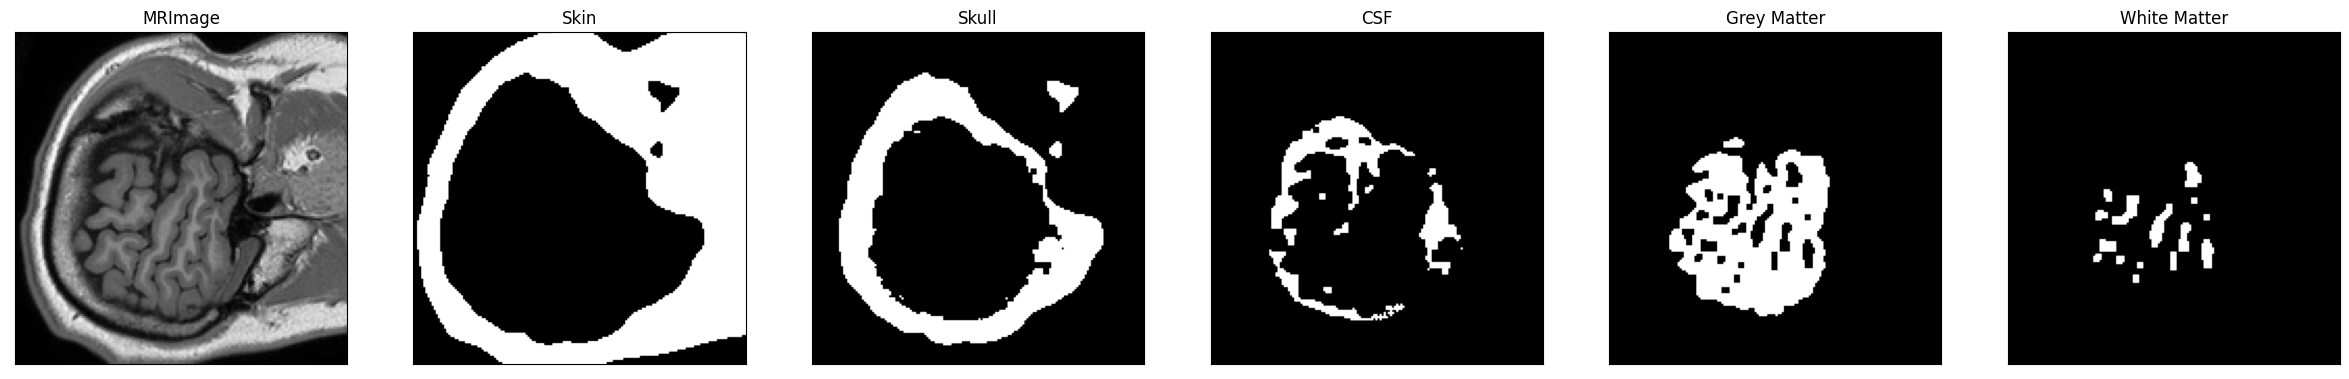 MRImage
Skin
Skull
CSF
Grey Matter
White Matter